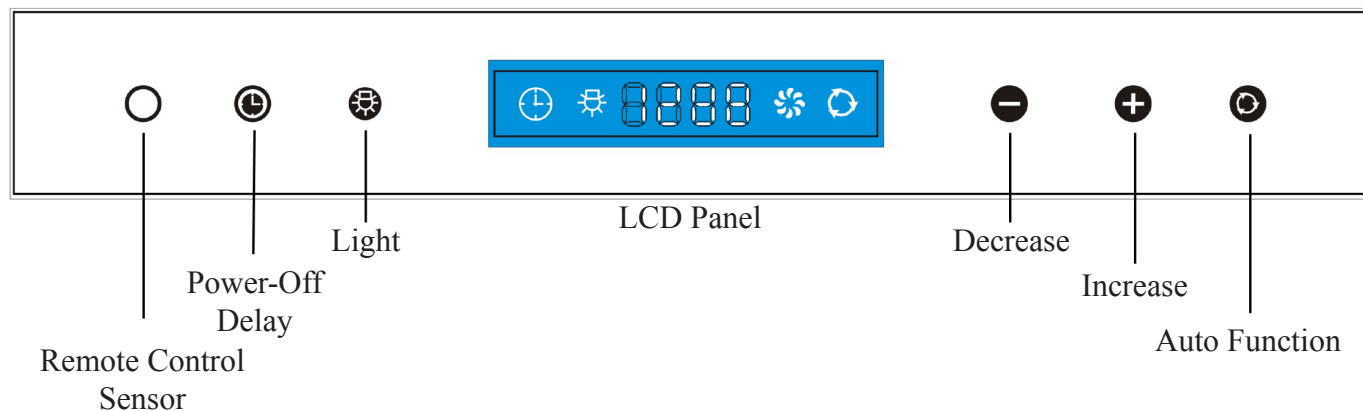 LCD Panel
Light
Decrease
Power-Off
Delay
Increase
Auto Function
Remote Control
Sensor